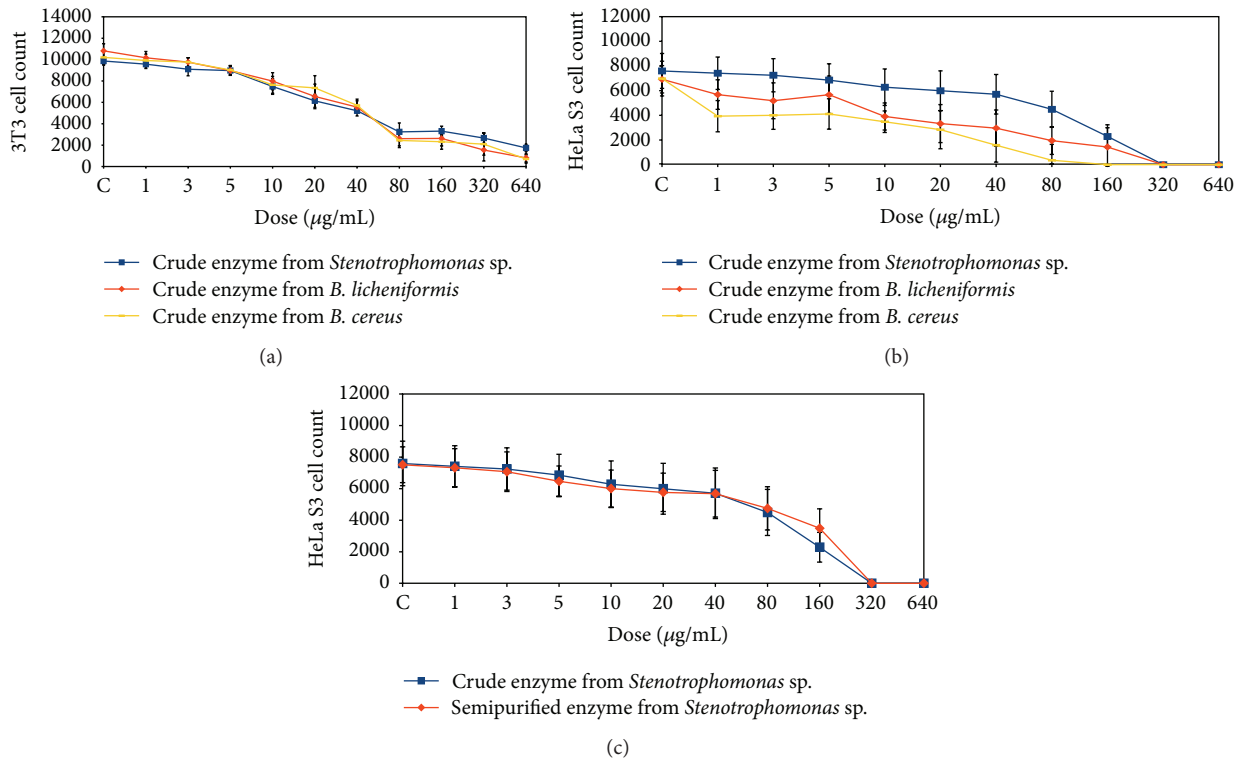 14000
12000
10000
8000
6000
4000
2000
0
3T3 cell count
C 1 3 5 10 20 40 80 160 320 640
Dose (μg/mL)
Crude enzyme from Stenotrophomonas sp.
Crude enzyme from B. licheniformis
Crude enzyme from B. cereus
(a)
12000
10000
8000
6000
4000
2000
0
HeLa S3 cell count
C 1 3 5 10 20 40 80 160 320 640
Dose (μg/mL)
Crude enzyme from Stenotrophomonas sp.
Crude enzyme from B. licheniformis
Crude enzyme from B. cereus
(b)
12000
10000
8000
6000
4000
2000
0
HeLa S3 cell count
C 1 3 5 10 20 40 80 160 320 640
Dose (μg/mL)
Crude enzyme from Stenotrophomonas sp.
Semipurified enzyme from Stenotrophomonas sp.
(c)